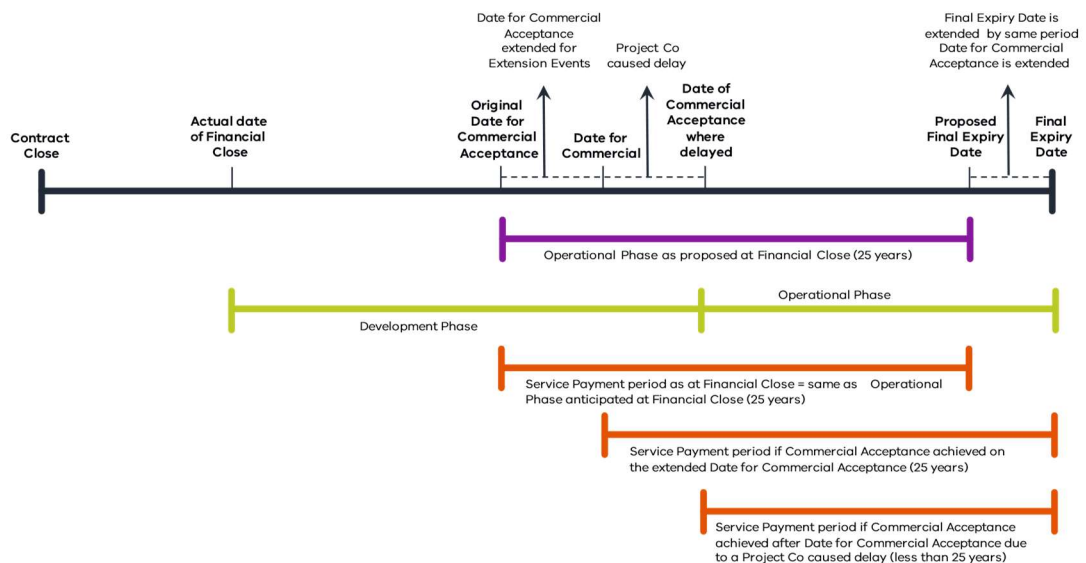 Date for Commercial
Acceptance
extended for
Extension Events
Project Co
caused delay
Final Expiry Date is
extended by same period
Date for Commercial
Acceptance is extended
Contract
Close
Actual date
of Financial
Close
Original
Date for
Commercial
Acceptance
Date for
Commercial
Date of
Commercial
Acceptance
where
delayed
Proposed
Final Expiry
Date
Final
Expiry
Date
Operational Phase as proposed at Financial Close (25 years)
Operational Phase
Development Phase
Service Payment period as at Financial Close = same as Operational
Phase anticipated at Financial Close (25 years)
Service Payment period if Commercial Acceptance achieved on
the extended Date for Commercial Acceptance (25 years)
Service Payment period if Commercial Acceptance
achieved after Date for Commercial Acceptance due
to a Project Co caused delay (less than 25 years)